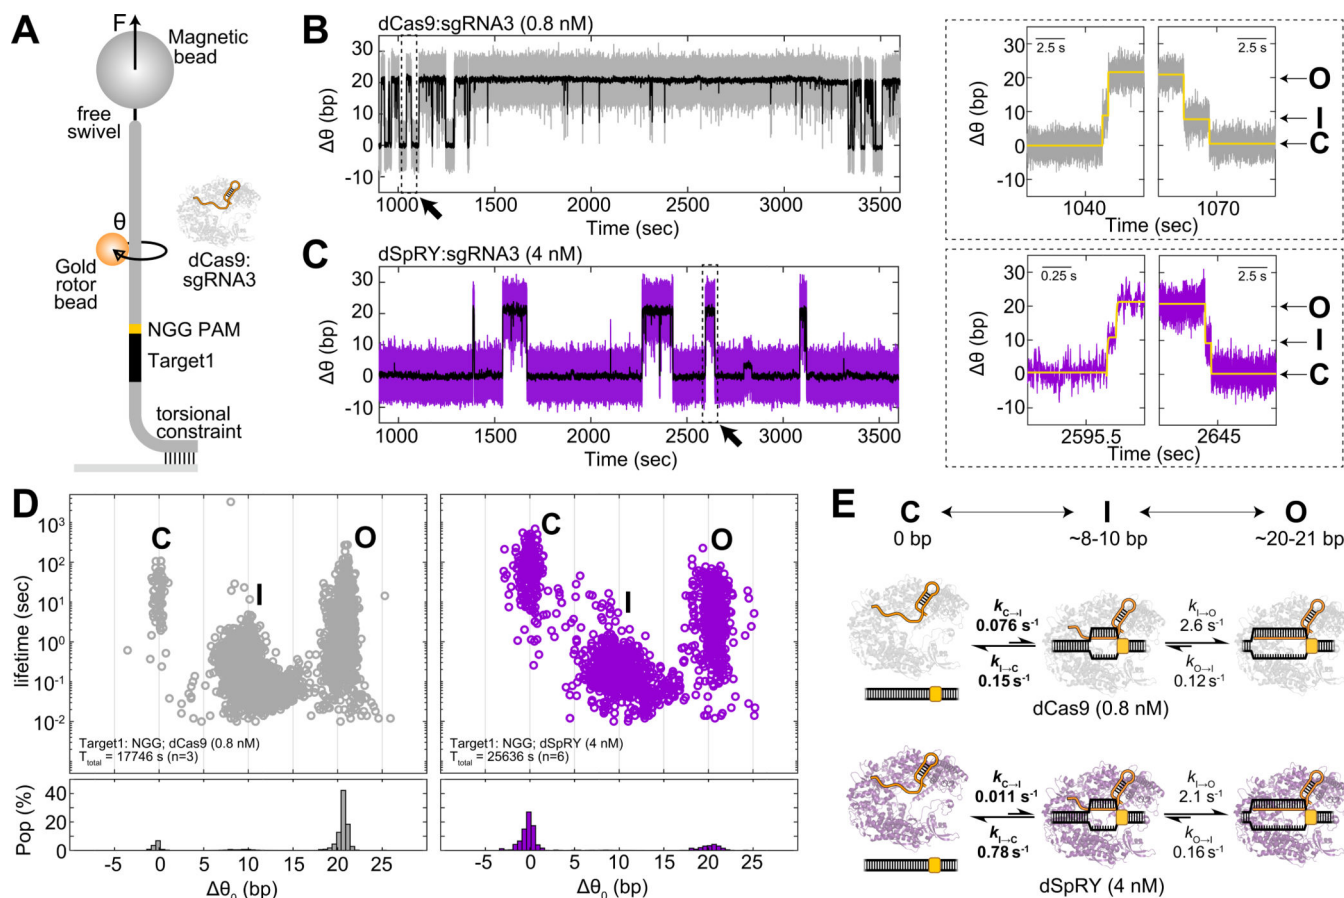 A
F
Magnetic
bead
free
swivel
θ
dCas9:
sgRNA3
Gold
rotor
bead
NGG PAM
Target1
torsional
constraint
B
dCas9:sgRNA3 (0.8 nM)
Δθ (bp)
30
20
10
0
-10
1000 1500 2000 2500 3000 3500
Time (sec)
2.5 s
2.5 s
Δθ (bp)
30
20
10
0
-10
O
I
C
1040 1070
Time (sec)
C
dSpRY:sgRNA3 (4 nM)
Δθ (bp)
30
20
10
0
-10
1000 1500 2000 2500 3000 3500
Time (sec)
0.25 s
2.5 s
Δθ (bp)
30
20
10
0
-10
O
I
C
2595.5 2645
Time (sec)
D
lifetime (sec)
10³
10²
10¹
10⁰
10⁻¹
10⁻²
C
I
O
Target1: NGG; dCas9 (0.8 nM)
T_total = 17746 s (n=3)
C
I
O
Target1: NGG; dSpRY (4 nM)
T_total = 25636 s (n=6)
Pop (%)
40
20
0
-5 0 5 10 15 20 25
Δθ₀ (bp)
-5 0 5 10 15 20 25
Δθ₀ (bp)
E
C I O
0 bp ~8-10 bp ~20-21 bp
k_C→I
0.076 s⁻¹
k_I→C
0.15 s⁻¹
k_I→O
2.6 s⁻¹
k_O→I
0.12 s⁻¹
dCas9 (0.8 nM)
k_C→I
0.011 s⁻¹
k_I→C
0.78 s⁻¹
k_I→O
2.1 s⁻¹
k_O→I
0.16 s⁻¹
dSpRY (4 nM)